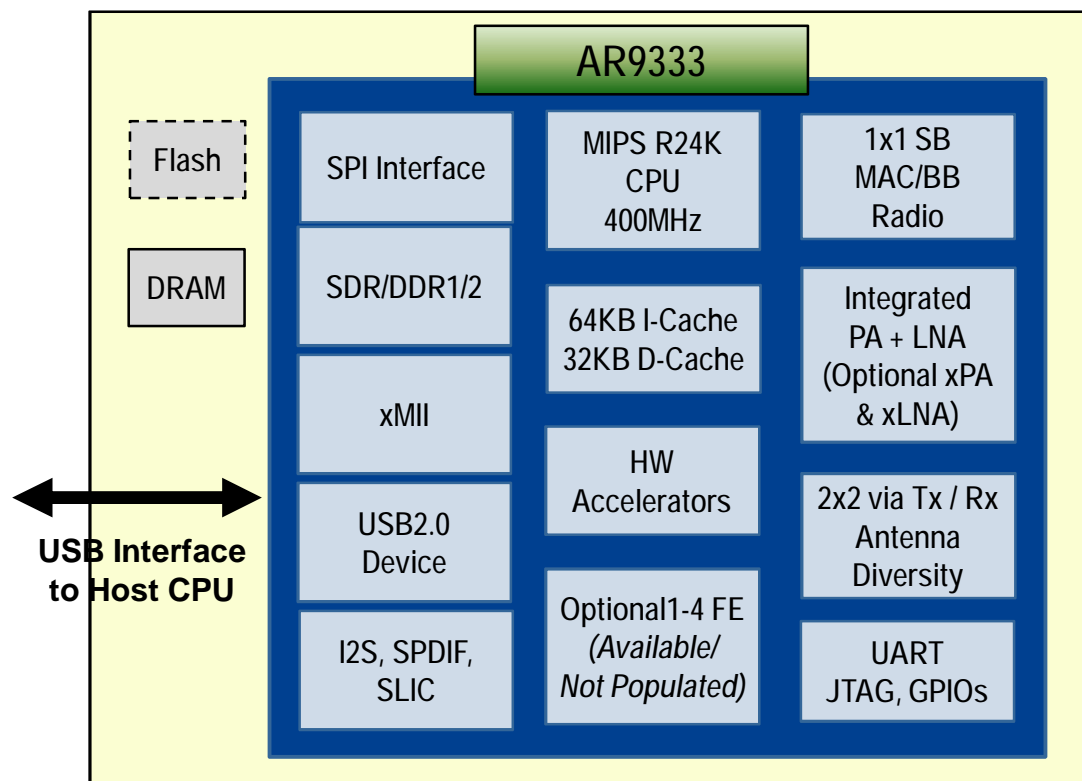 AR9333
Flash
DRAM
USB Interface
to Host CPU
SPI Interface
SDR/DDR1/2
xMII
USB2.0
Device
I2S, SPDIF,
SLIC
MIPS R24K
CPU
400MHz
64KB I-Cache
32KB D-Cache
HW
Accelerators
Optional1-4 FE
(Available/
Not Populated)
1x1 SB
MAC/BB
Radio
Integrated
PA + LNA
(Optional xPA
& xLNA)
2x2 via Tx / Rx
Antenna
Diversity
UART
JTAG, GPIOs